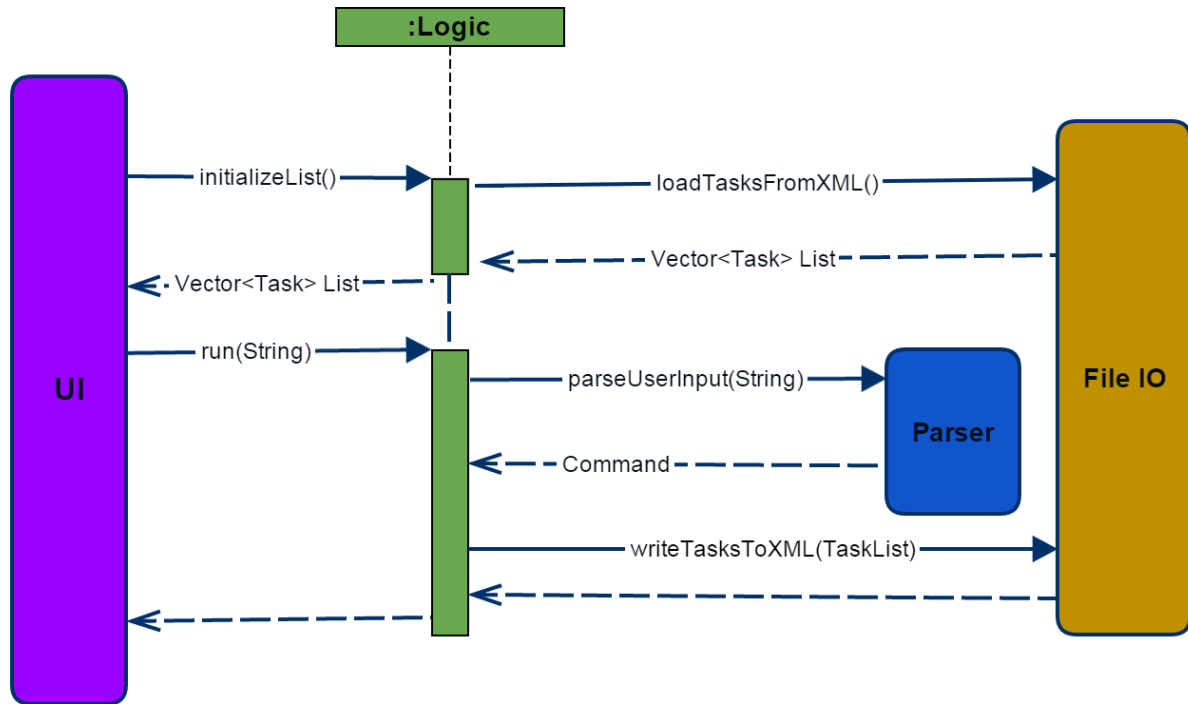 :Logic
initializeList()
loadTasksFromXML()
Vector<Task> List
Vector<Task> List
run(String)
parseUserInput(String)
UI
File IO
Parser
Command
writeTasksToXML(TaskList)